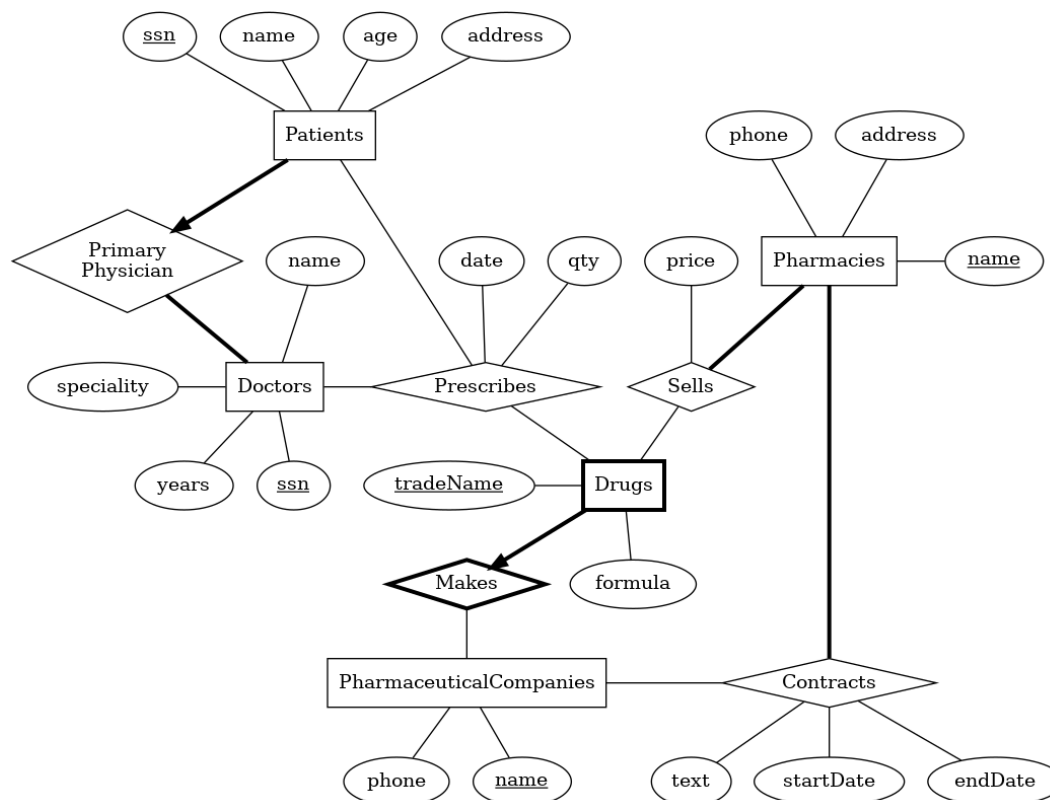 ssn
name
age
address
Patients
phone
address
Primary
Physician
name
date
qty
price
Pharmacies
name
speciality
Doctors
Prescribes
Sells
years
ssn
tradeName
Drugs
Makes
formula
PharmaceuticalCompanies
Contracts
phone
name
text
startDate
endDate